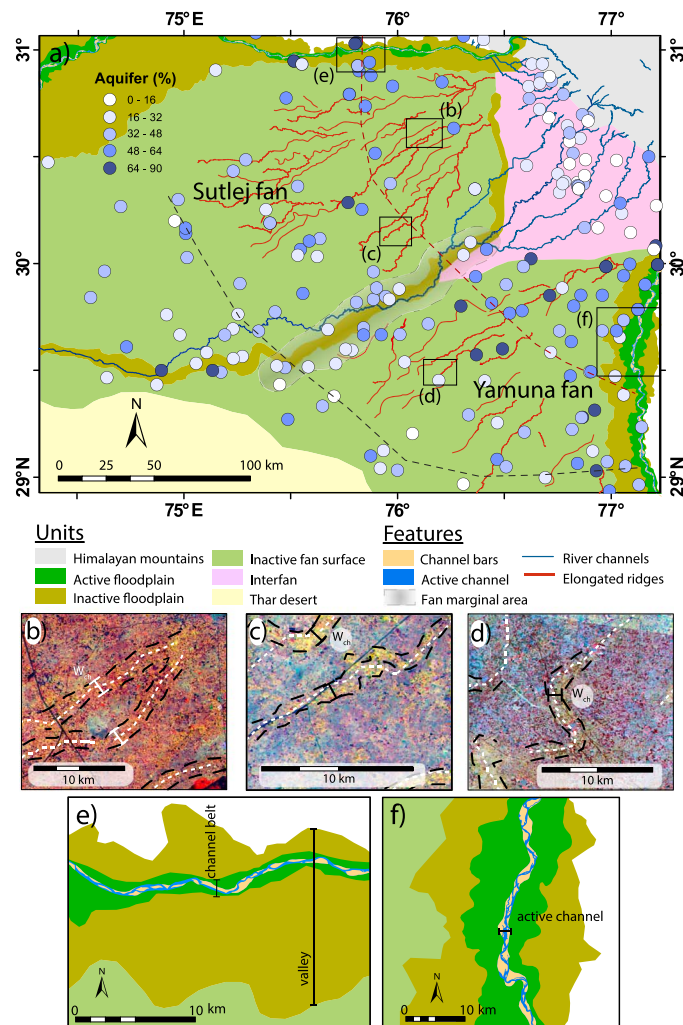 75°E 76° 77°
31°
31°
a)
Aquifer (%)
0 - 16
16 - 32
32 - 48
48 - 64
64 - 90
(e)
(b)
Sutlej fan
(c)
30°
30°
(f)
(d)
Yamuna fan
N
0 25 50 100 km
29°N
29°N
75°E 76° 77°
Units
Features
Himalayan mountains
Inactive fan surface
Channel bars
River channels
Active floodplain
Interfan
Active channel
Elongated ridges
Inactive floodplain
Thar desert
Fan marginal area
b)
c)
d)
Wch
Wch
Wch
10 km
10 km
10 km
e)
f)
channel belt
active channel
valley
N
N
0 10 km
0 10 km